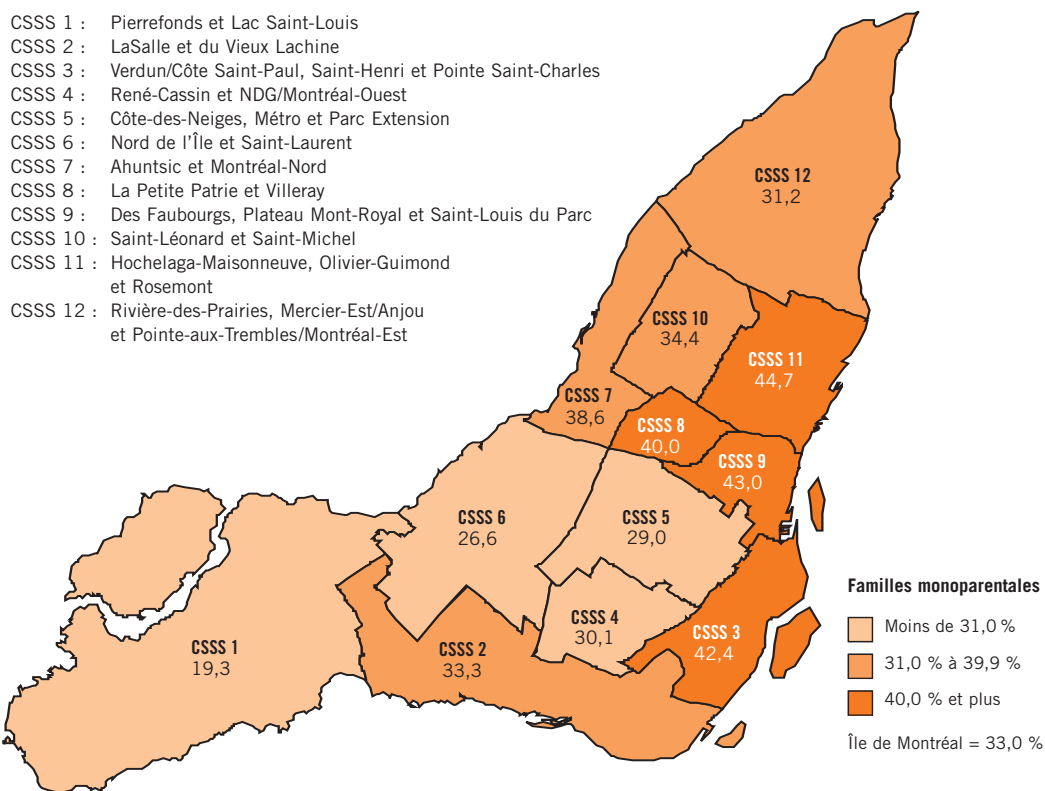 CSSS 1 : Pierrefonds et Lac Saint-Louis
CSSS 2 : LaSalle et du Vieux Lachine
CSSS 3 : Verdun/Côte Saint-Paul, Saint-Henri et Pointe Saint-Charles
CSSS 4 : René-Cassin et NDG/Montréal-Ouest
CSSS 5 : Côte-des-Neiges, Métro et Parc Extension
CSSS 6 : Nord de l'Île et Saint-Laurent
CSSS 7 : Ahuntsic et Montréal-Nord
CSSS 8 : La Petite Patrie et Villeray
CSSS 9 : Des Faubourgs, Plateau Mont-Royal et Saint-Louis du Parc
CSSS 10 : Saint-Léonard et Saint-Michel
CSSS 11 : Hochelaga-Maisonneuve, Olivier-Guimond
et Rosemont
CSSS 12 : Rivière-des-Prairies, Mercier-Est/Anjou
et Pointe-aux-Trembles/Montréal-Est
CSSS 12
31,2
CSSS 10
34,4
CSSS 11
44,7
CSSS 7
38,6
CSSS 8
40,0
CSSS 9
43,0
CSSS 6
26,6
CSSS 5
29,0
CSSS 4
30,1
CSSS 3
42,4
CSSS 1
19,3
CSSS 2
33,3
Familles monoparentales
Moins de 31,0 %
31,0 % à 39,9 %
40,0 % et plus
Île de Montréal = 33,0 %